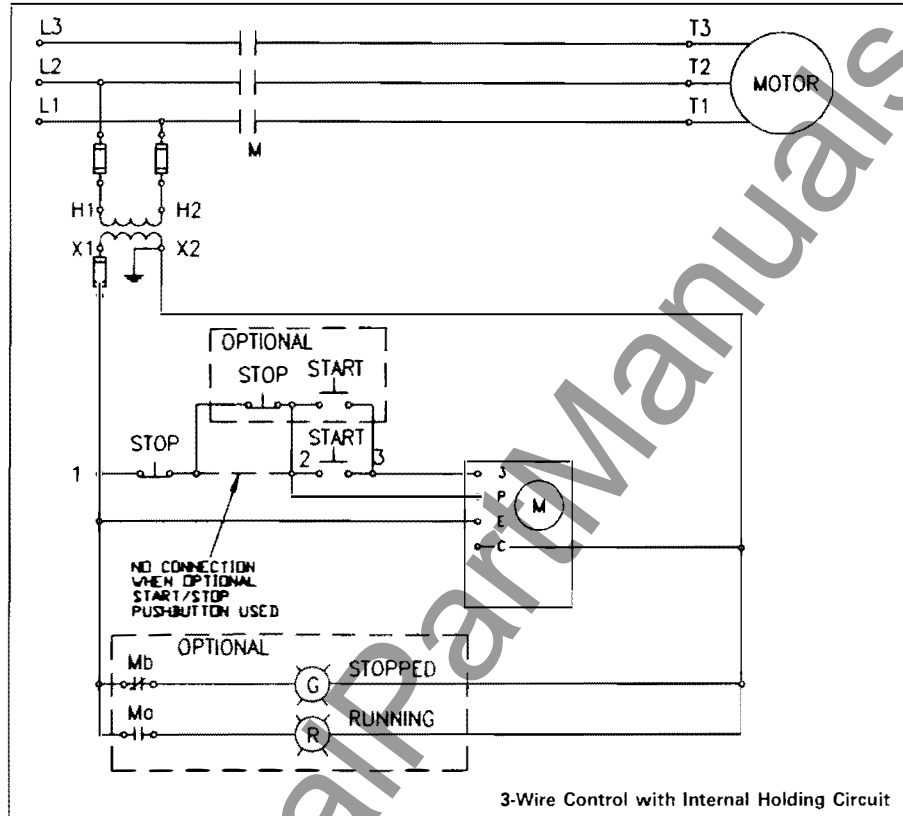 L3
T3
L2
T2
MOTOR
L1
T1
M
H1
H2
X1
X2
OPTIONAL
STOP
START
START
STOP
1
2
3
3
P
M
E
C
NO CONNECTION
WHEN OPTIONAL
START/STOP
PUSHBUTTON USED
OPTIONAL
Mb
G
STOPPED
Ma
R
RUNNING
3-Wire Control with Internal Holding Circuit
alPartManuals